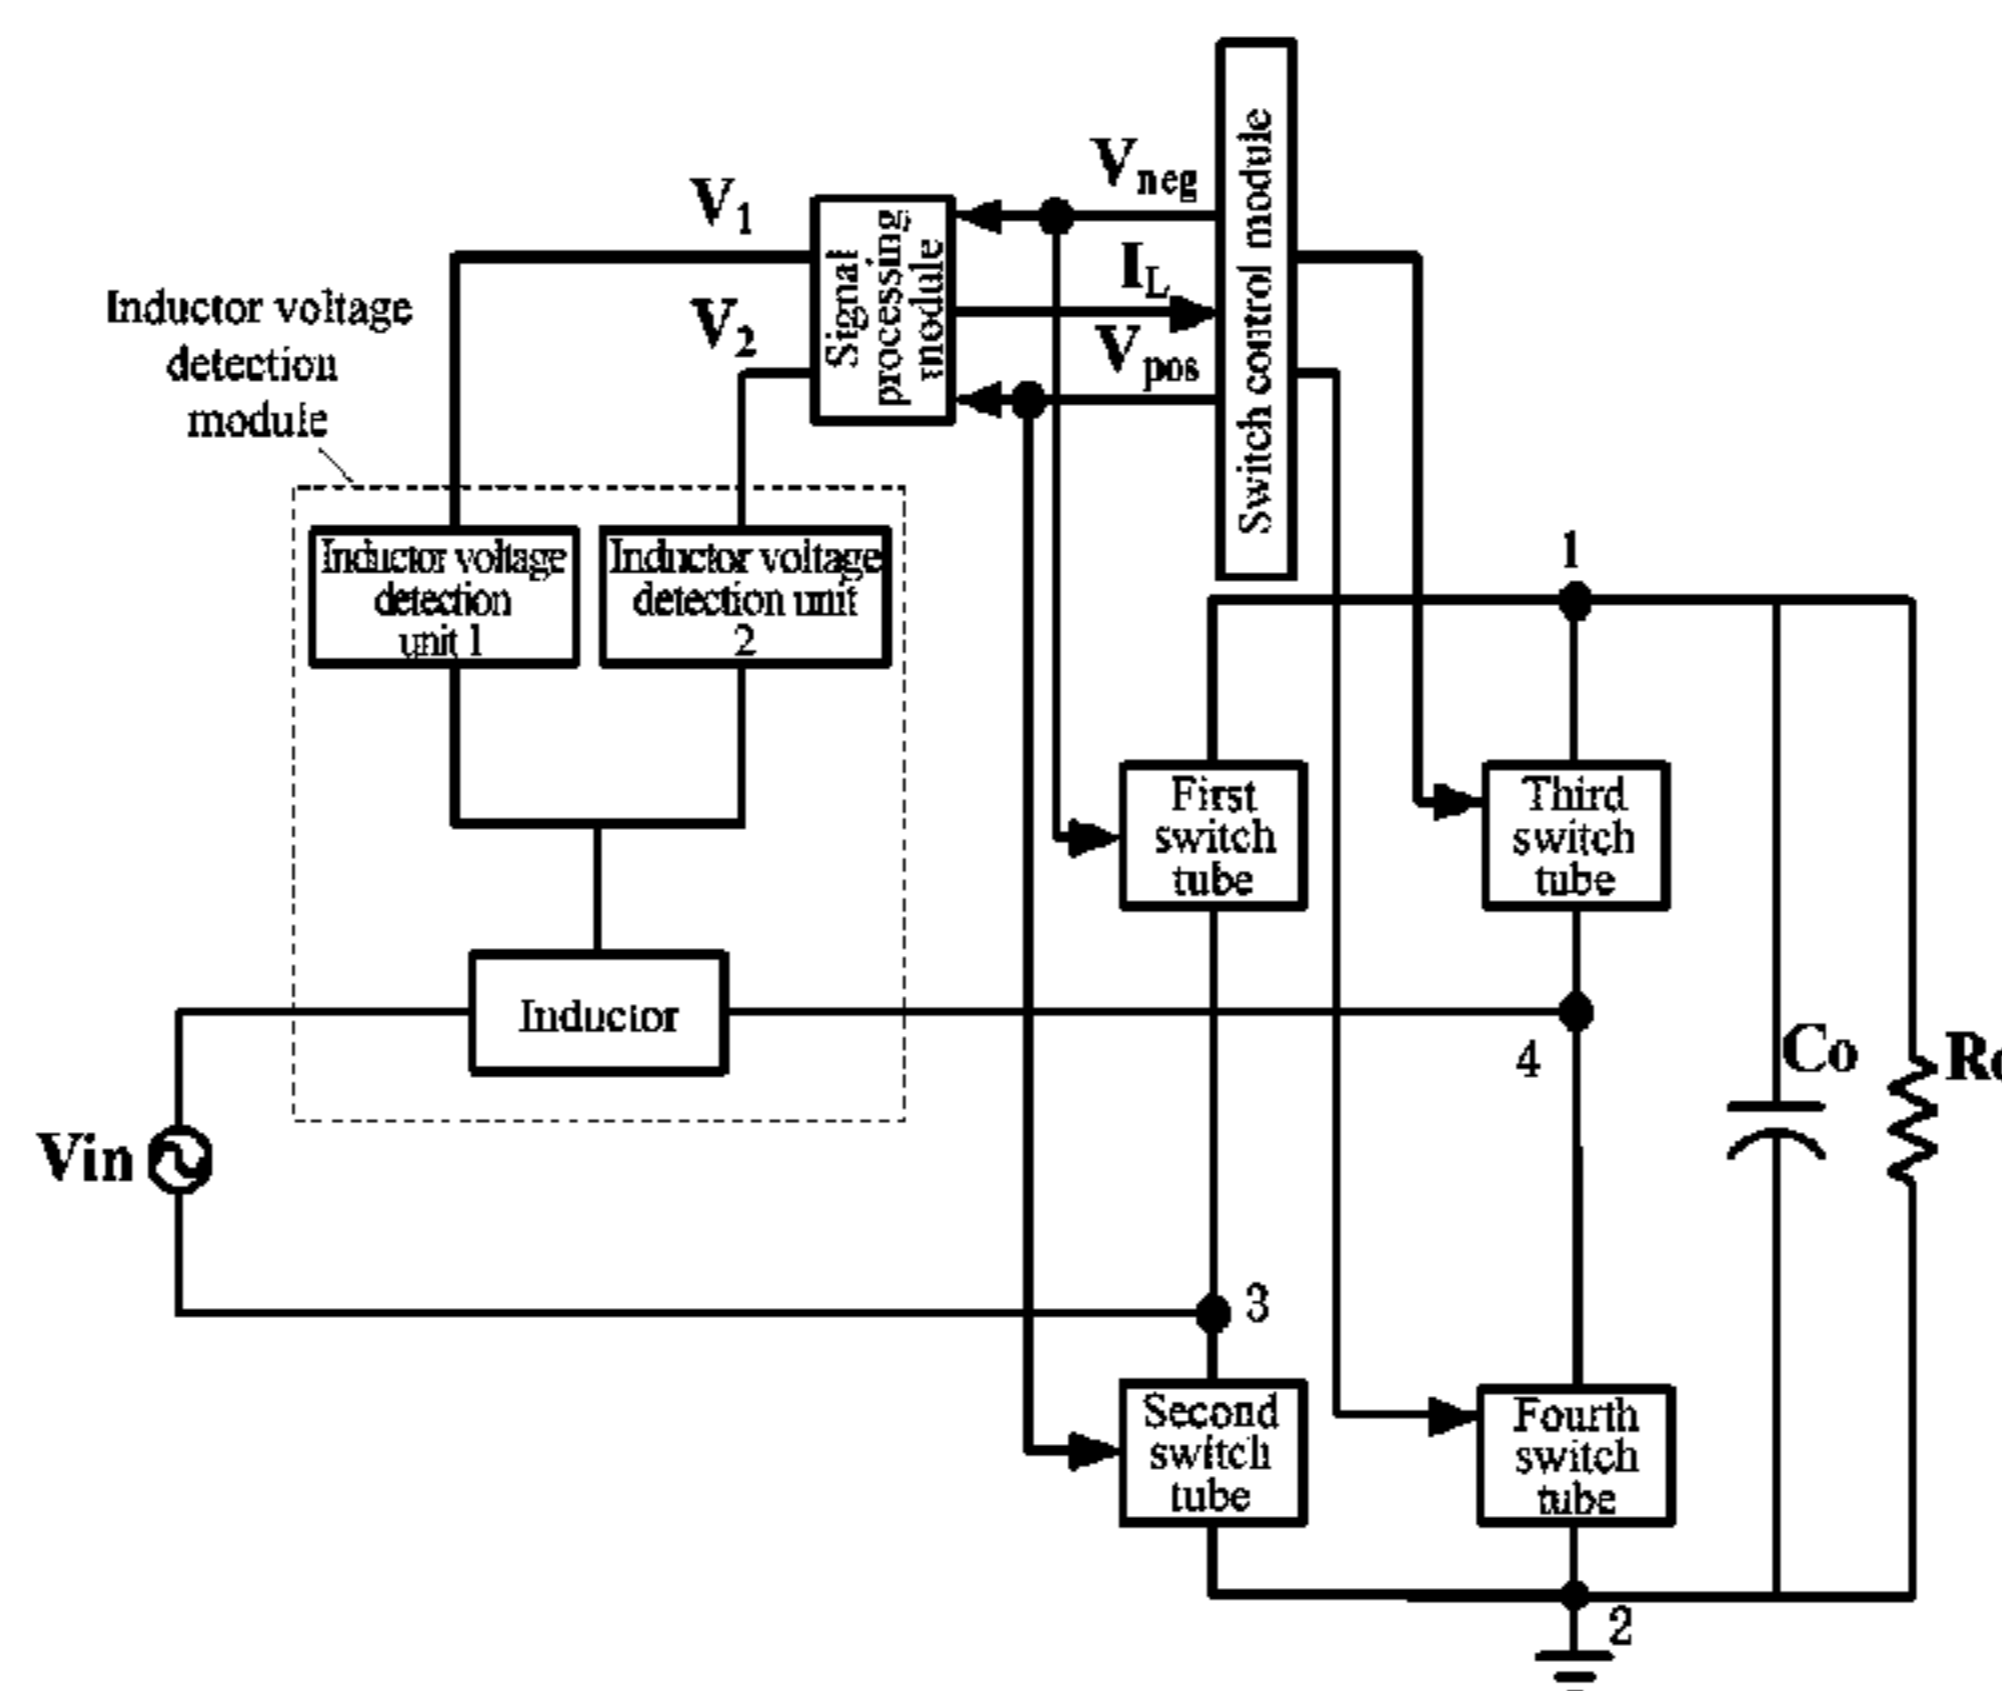 Switch control module
V1
Vneg
Signal
processing
module
IL
V2
Vpos
Inductor voltage
detection
module
Inductor voltage
detection
unit 1
Inductor voltage
detection unit
2
1
First
switch
tube
Third
switch
tube
Inductor
4
Co
Vin
3
Second
switch
tube
Fourth
switch
tube
2